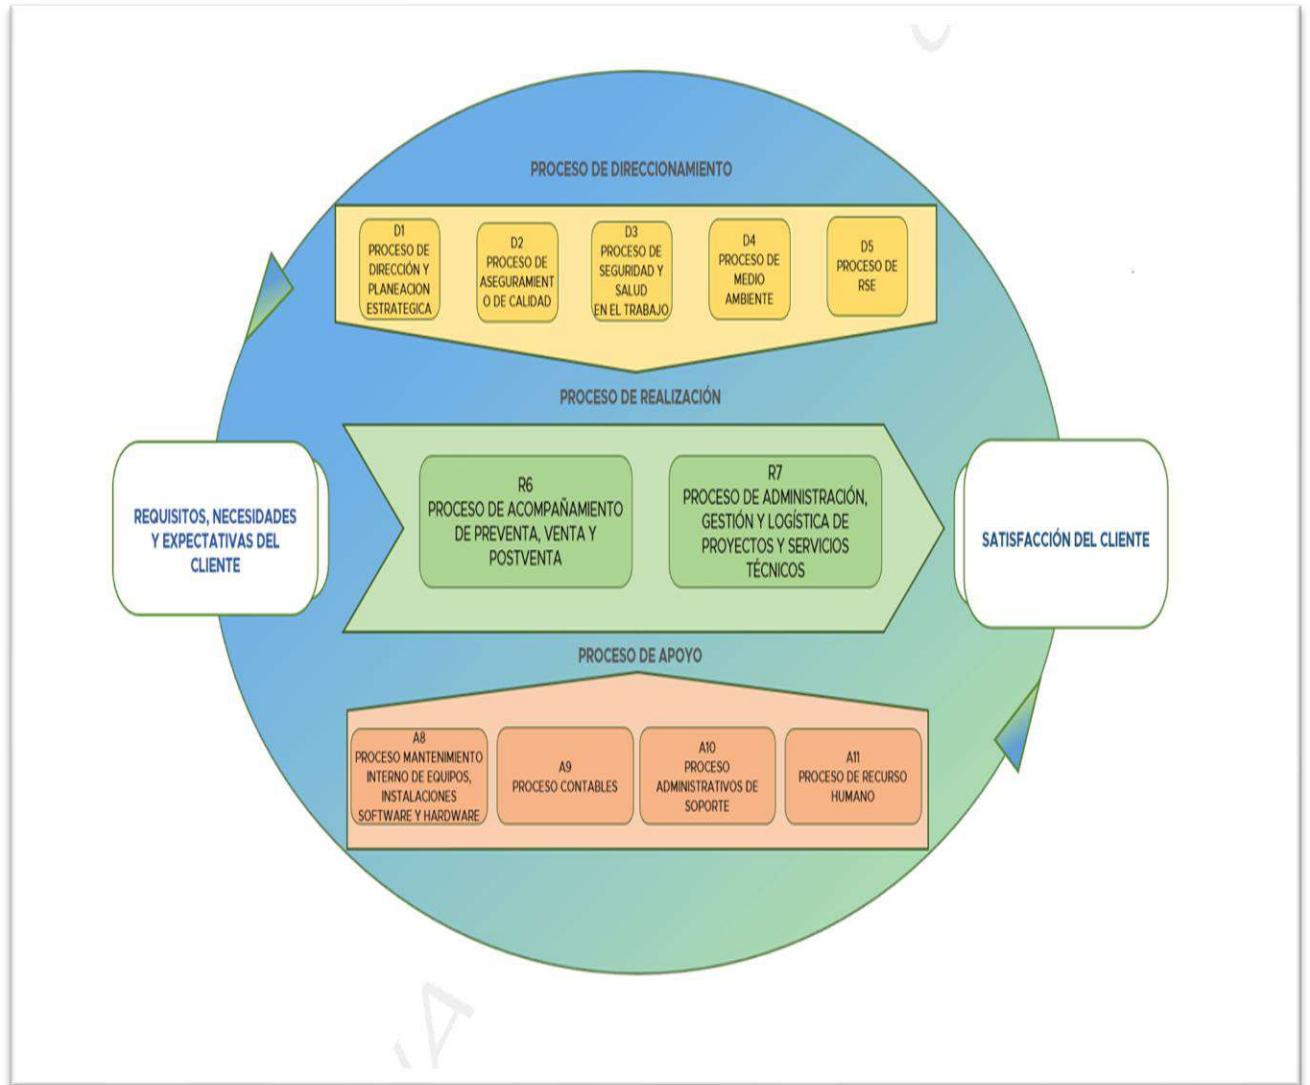 PROCESO DE DIRECCIONAMIENTO
D1
PROCESO DE
DIRECCIÓN Y
PLANEACION
ESTRATEGICA
D2
PROCESO DE
ASEGURAMIENT
O DE CALIDAD
D3
PROCESO DE
SEGURIDAD Y
SALUD
EN EL TRABAJO
D4
PROCESO DE
MEDIO
AMBIENTE
D5
PROCESO DE
RSE
PROCESO DE REALIZACIÓN
REQUISITOS, NECESIDADES
Y EXPECTATIVAS DEL
CLIENTE
R6
PROCESO DE ACOMPAÑAMIENTO
DE PREVENTA, VENTA Y
POSTVENTA
R7
PROCESO DE ADMINISTRACIÓN,
GESTIÓN Y LOGÍSTICA DE
PROYECTOS Y SERVICIOS
TÉCNICOS
SATISFACCIÓN DEL CLIENTE
PROCESO DE APOYO
A8
PROCESO MANTENIMIENTO
INTERNO DE EQUIPOS,
INSTALACIONES
SOFTWARE Y HARDWARE
A9
PROCESO CONTABLES
A10
PROCESO
ADMINISTRATIVOS DE
SOPORTE
A11
PROCESO DE RECURSO
HUMANO